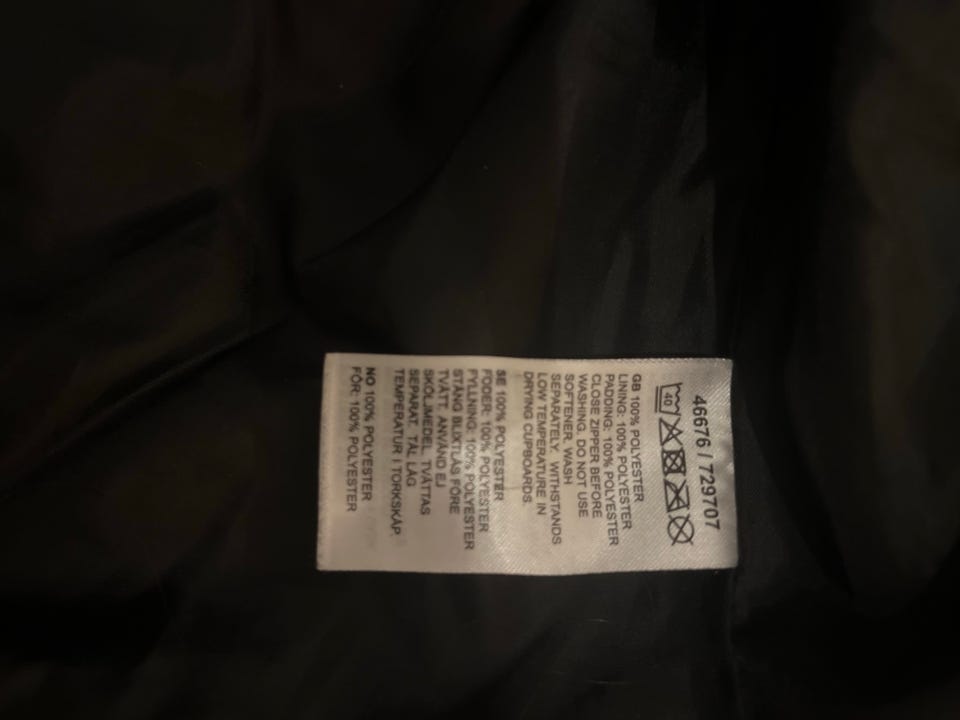 46676 / 729707
40
GB 100% POLYESTER
LINING: 100% POLYESTER
PADDING: 100% POLYESTER
CLOSE ZIPPER BEFORE
WASHING. DO NOT USE
SOFTENER. WASH
SEPARATELY. WITHSTANDS
LOW TEMPERATURE IN
DRYING CUPBOARDS.
SE 100% POLYESTER
FODER: 100% POLYESTER
FYLLNING: 100% POLYESTER
STÄNG BLIXTLÅS FÖRE
TVÄTT. ANVÄND EJ
SKÖLJMEDEL. TVÄTTAS
SEPARAT. TÅL LÅG
TEMPERATUR I TORKSKÅP.
NO 100% POLYESTER
FÔR: 100% POLYESTER